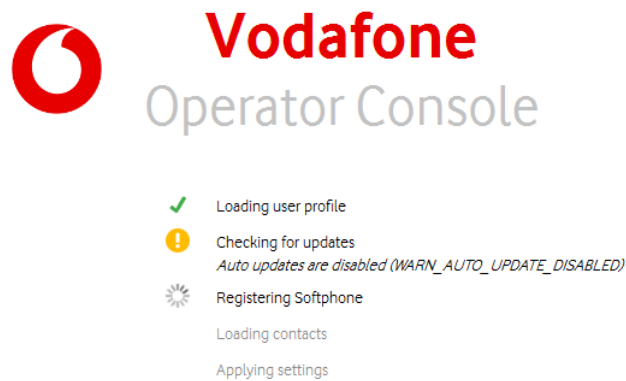 Vodafone
Operator Console
Loading user profile
Checking for updates
Auto updates are disabled (WARN_AUTO_UPDATE_DISABLED)
Registering Softphone
Loading contacts
Applying settings